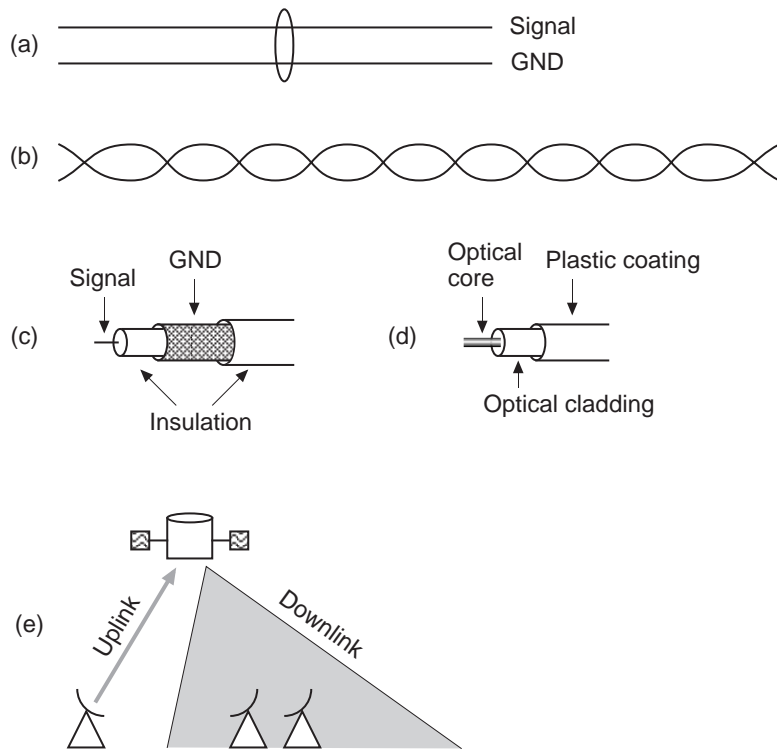 (a)
Signal
GND
(b)
(c)
Signal
GND
Insulation
(d)
Optical
core
Plastic coating
Optical cladding
(e)
Uplink
Downlink